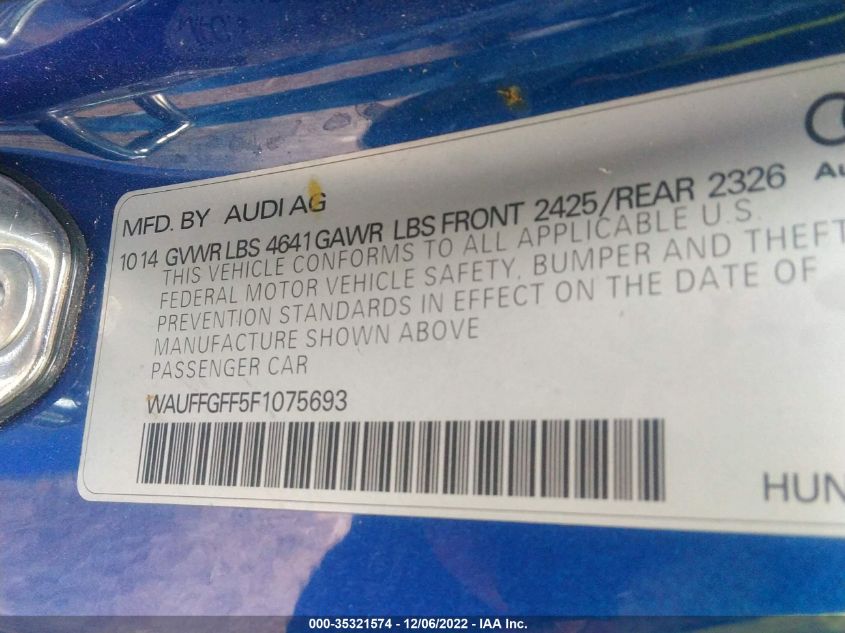 MFD. BY AUDI AG
10 14 GVWR LBS 4641 GAWR LBS FRONT 2425/REAR 2326
THIS VEHICLE CONFORMS TO ALL APPLICABLE U.S.
FEDERAL MOTOR VEHICLE SAFETY, BUMPER AND THEFT
PREVENTION STANDARDS IN EFFECT ON THE DATE OF
MANUFACTURE SHOWN ABOVE
PASSENGER CAR
WAUFFGFF5F1075693
000-35321574 - 12/06/2022 - IAA Inc.